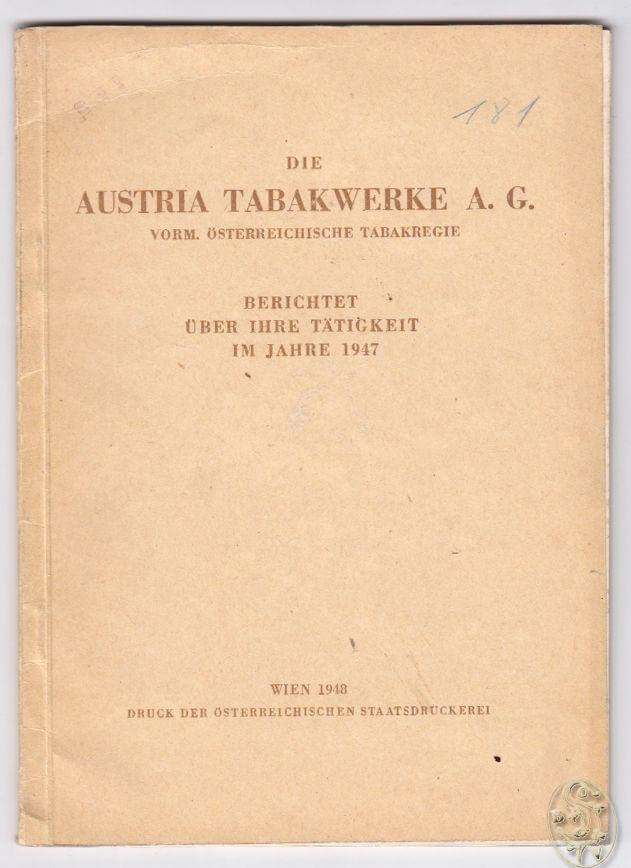 181
DIE
AUSTRIA TABAKWERKE A. G.
VORM. ÖSTERREICHISCHE TABAKREGIE
BERICHTET
ÜBER IHRE TÄTIGKEIT
IM JAHRE 1947
WIEN 1948
DRUCK DER ÖSTERREICHISCHEN STAATSDRUCKEREI